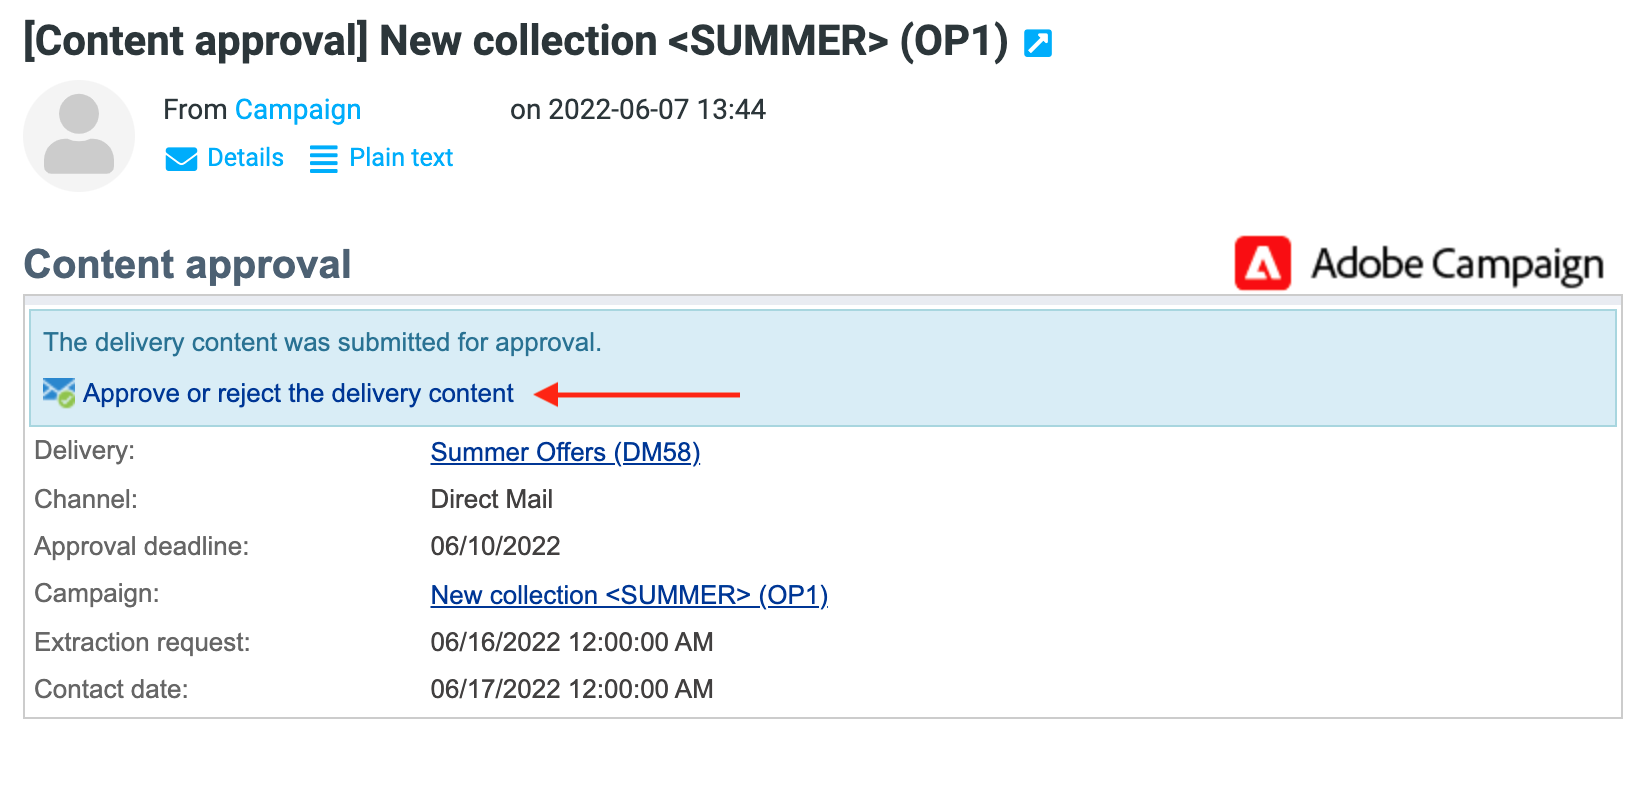 [Content approval] New collection <SUMMER> (OP1)
From Campaign on 2022-06-07 13:44
Details Plain text
Content approval
Adobe Campaign
The delivery content was submitted for approval.
Approve or reject the delivery content
Delivery: Summer Offers (DM58)
Channel: Direct Mail
Approval deadline: 06/10/2022
Campaign: New collection <SUMMER> (OP1)
Extraction request: 06/16/2022 12:00:00 AM
Contact date: 06/17/2022 12:00:00 AM